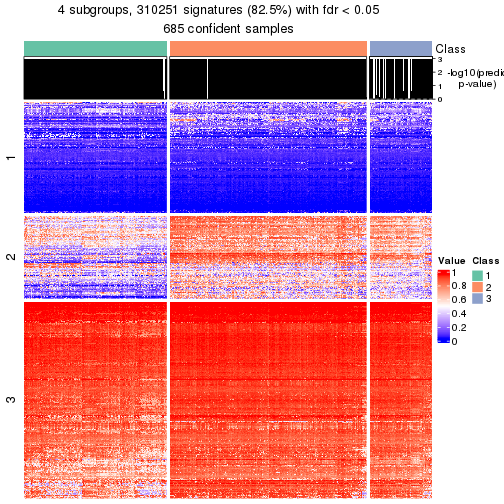 4 subgroups, 310251 signatures (82.5%) with fdr < 0.05
685 confident samples
Class
3
2
1
0
-log10(predic
p-value)
1
2
3
Value
1
0.8
0.6
0.4
0.2
0
Class
1
2
3